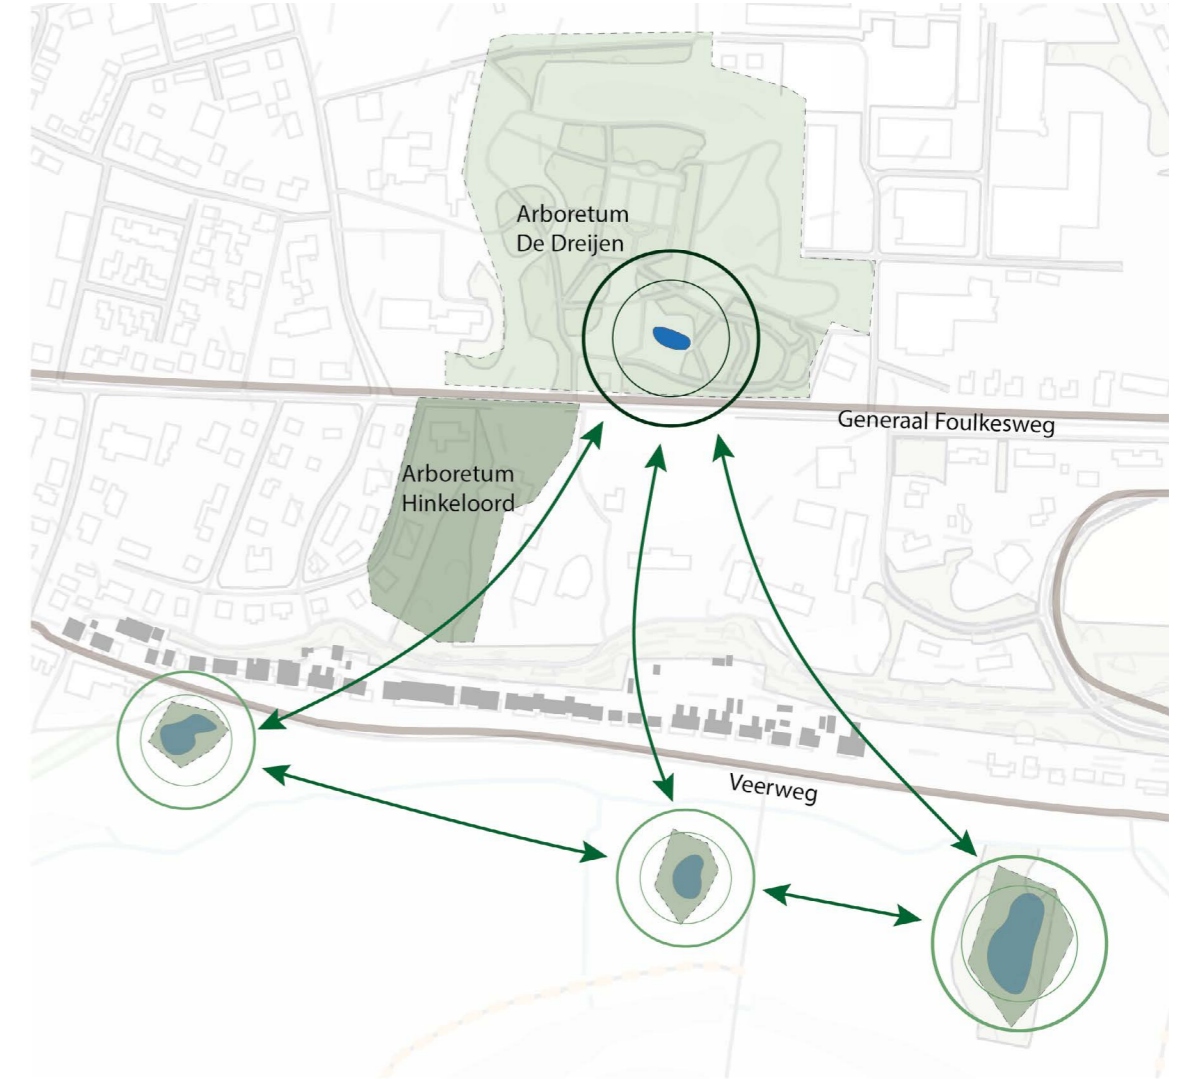 Arboretum
De Dreijen
Generaal Foulkesweg
Arboretum
Hinkeloord
Veerweg